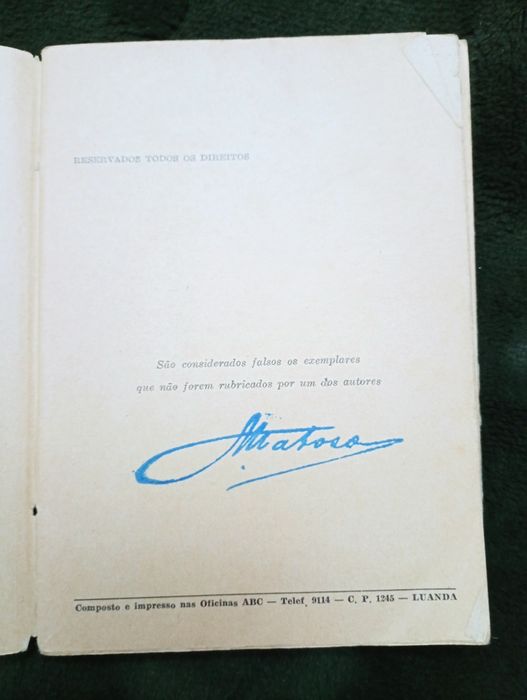 RESERVADOS TODOS OS DIREITOS
São considerados falsos os exemplares
que não forem rubricados por um dos autores
Matoso
Composto e impresso nas Oficinas ABC — Telef. 9114 — C. P. 1245 — LUANDA